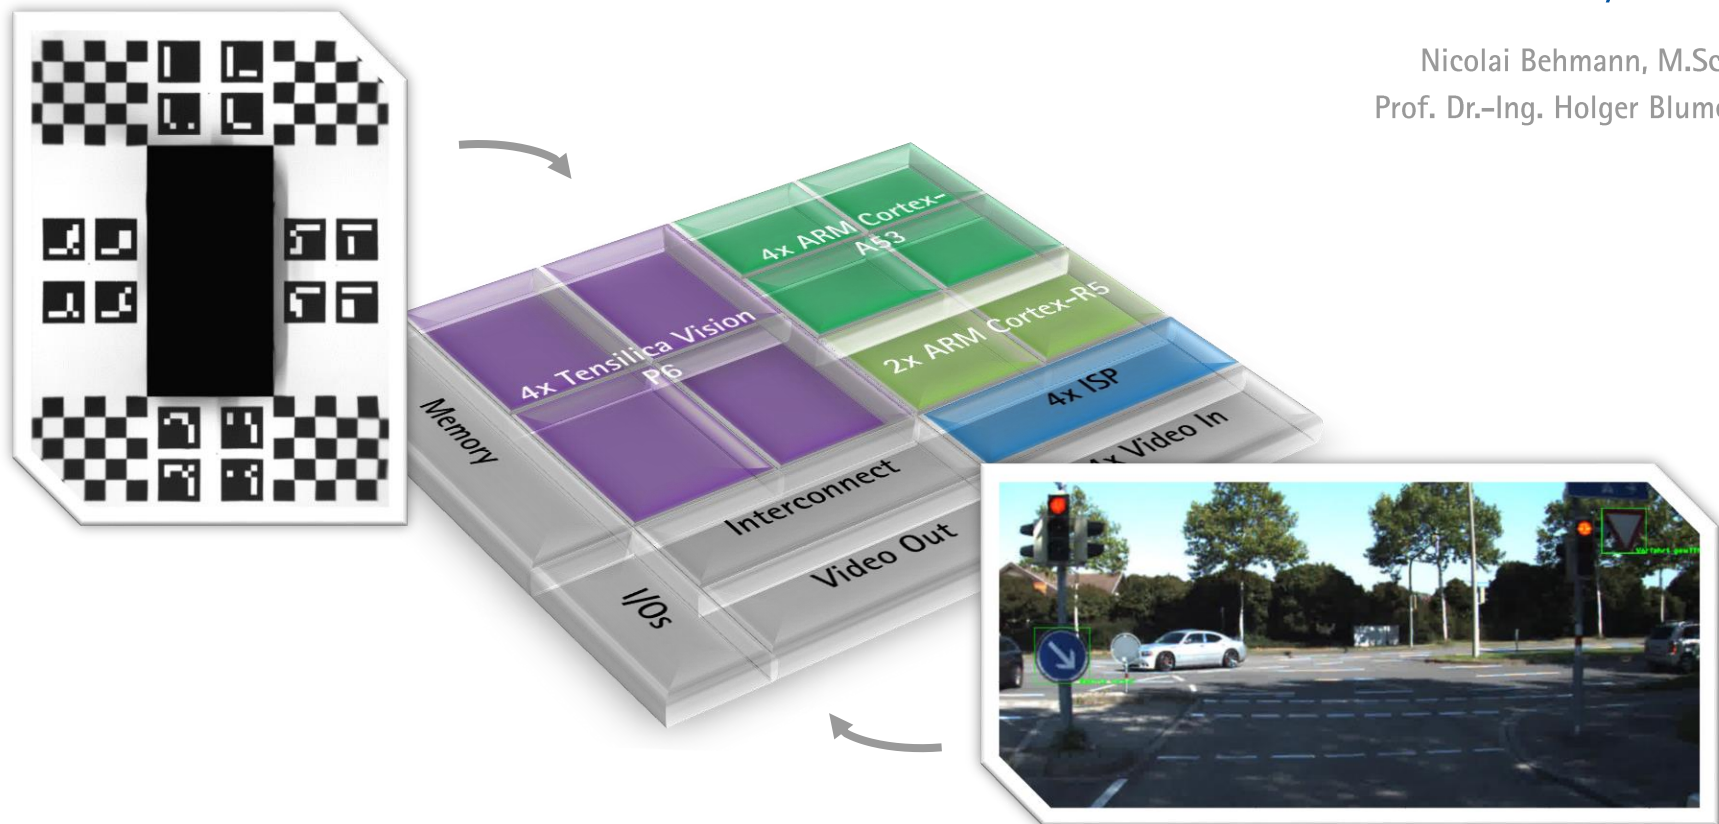 Nicolai Behmann, M.Sc
Prof. Dr.-Ing. Holger Blume
4x ARM Cortex-
A53
4x Tensilica Vision
P6
2x ARM Cortex-R5
4x ISP
Memory
4x Video In
Interconnect
Video Out
I/Os